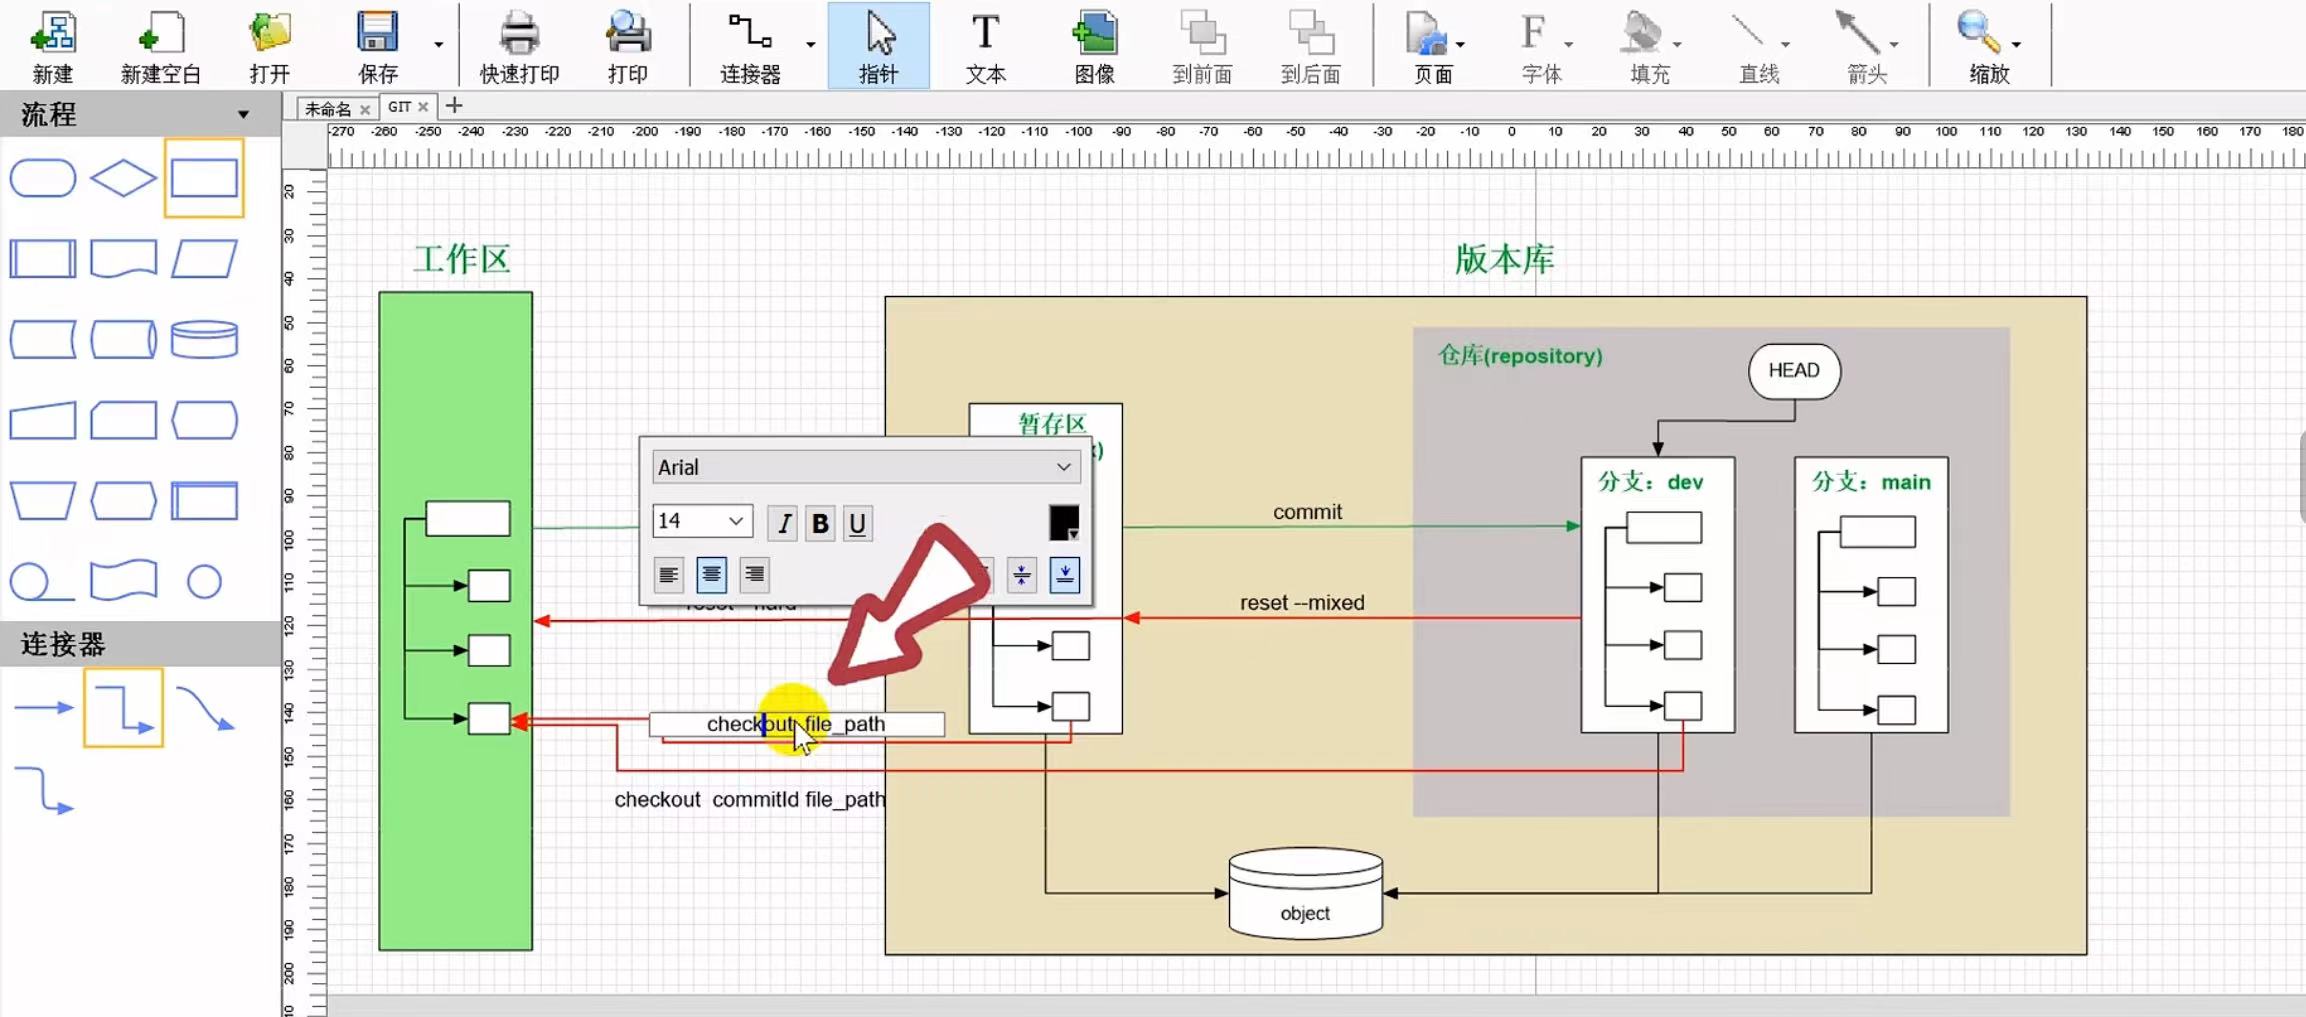 新建 新建空白 打开 保存 快速打印 打印 连接器 指针 文本 图像 到前面 到后面 页面 字体 填充 直线 箭头 缩放
流程
未命名 GIT
-270 -260 -250 -240 -230 -220 -210 -200 -190 -180 -170 -160 -150 -140 -130 -120 -110 -100 -90 -80 -70 -60 -50 -40 -30 -20 -10 0 10 20 30 40 50 60 70 80 90 100 110 120 130 140 150 160 170 180
20
30
40
50
60
70
80
90
100
110
120
130
140
150
160
170
180
190
200
工作区
版本库
仓库(repository)
HEAD
暂存区
Arial
分支：dev
分支：main
14
I B U
commit
reset --mixed
连接器
checkout file_path
checkout commitId file_path
object